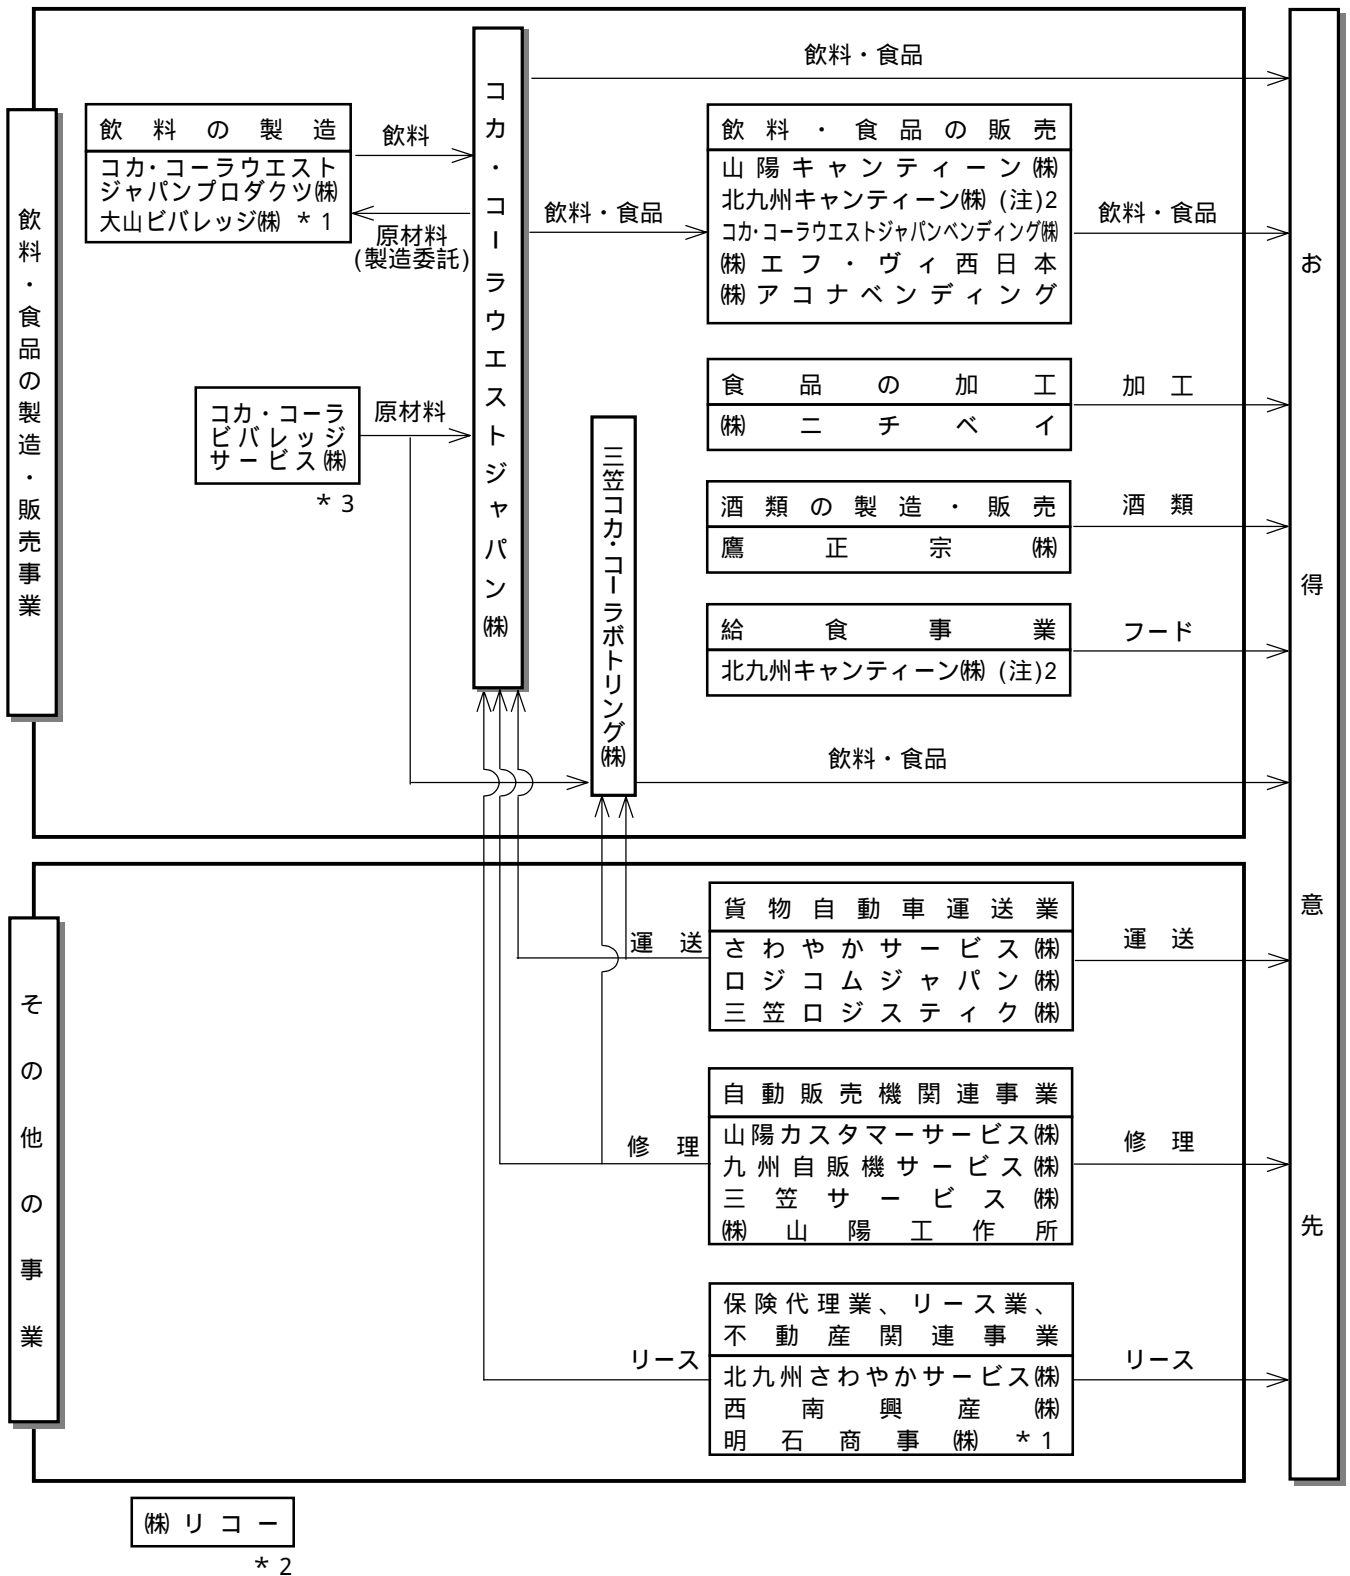 飲料・食品の製造・販売事業
飲料の製造
コカ・コーラウエスト
ジャパンプロダクツ㈱
大山ビバレッジ㈱ *1
飲料
原材料
(製造委託)
コカ・コーラ
ビバレッジ
サービス㈱
*3
原材料
コカ・コーラウエストジャパン㈱
三笠コカ・コーラボトリング㈱
飲料・食品
飲料・食品
飲料・食品の販売
山陽キャンティーン㈱
北九州キャンティーン㈱ (注)2
コカ・コーラウエストジャパンベンディング㈱
㈱エフ・ヴィ西日本
㈱アコナベンディング
飲料・食品
食品の加工
㈱ニチベイ
加工
酒類の製造・販売
鷹正宗㈱
酒類
給食事業
北九州キャンティーン㈱ (注)2
フード
飲料・食品
お得意先
その他の事業
運送
貨物自動車運送業
さわやかサービス㈱
ロジコムジャパン㈱
三笠ロジスティク㈱
運送
修理
自動販売機関連事業
山陽カスタマーサービス㈱
九州自販機サービス㈱
三笠サービス㈱
㈱山陽工作所
修理
リース
保険代理業、リース業、
不動産関連事業
北九州さわやかサービス㈱
西南興産㈱
明石商事㈱ *1
リース
㈱リコー
*2